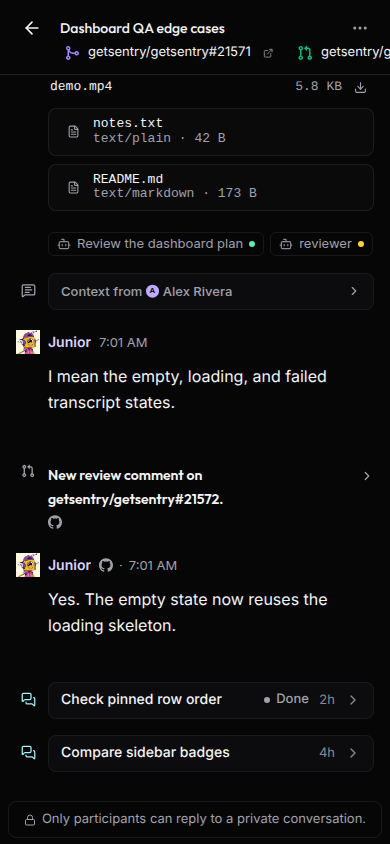 Dashboard QA edge cases
getsentry/getsentry#21571
getsentry/g
demo.mp4
5.8 KB
notes.txt
text/plain · 42 B
README.md
text/markdown · 173 B
Review the dashboard plan
reviewer
Context from A Alex Rivera
Junior 7:01 AM
I mean the empty, loading, and failed
transcript states.
New review comment on
getsentry/getsentry#21572.
Junior · 7:01 AM
Yes. The empty state now reuses the
loading skeleton.
Check pinned row order
Done 2h
Compare sidebar badges
4h
Only participants can reply to a private conversation.